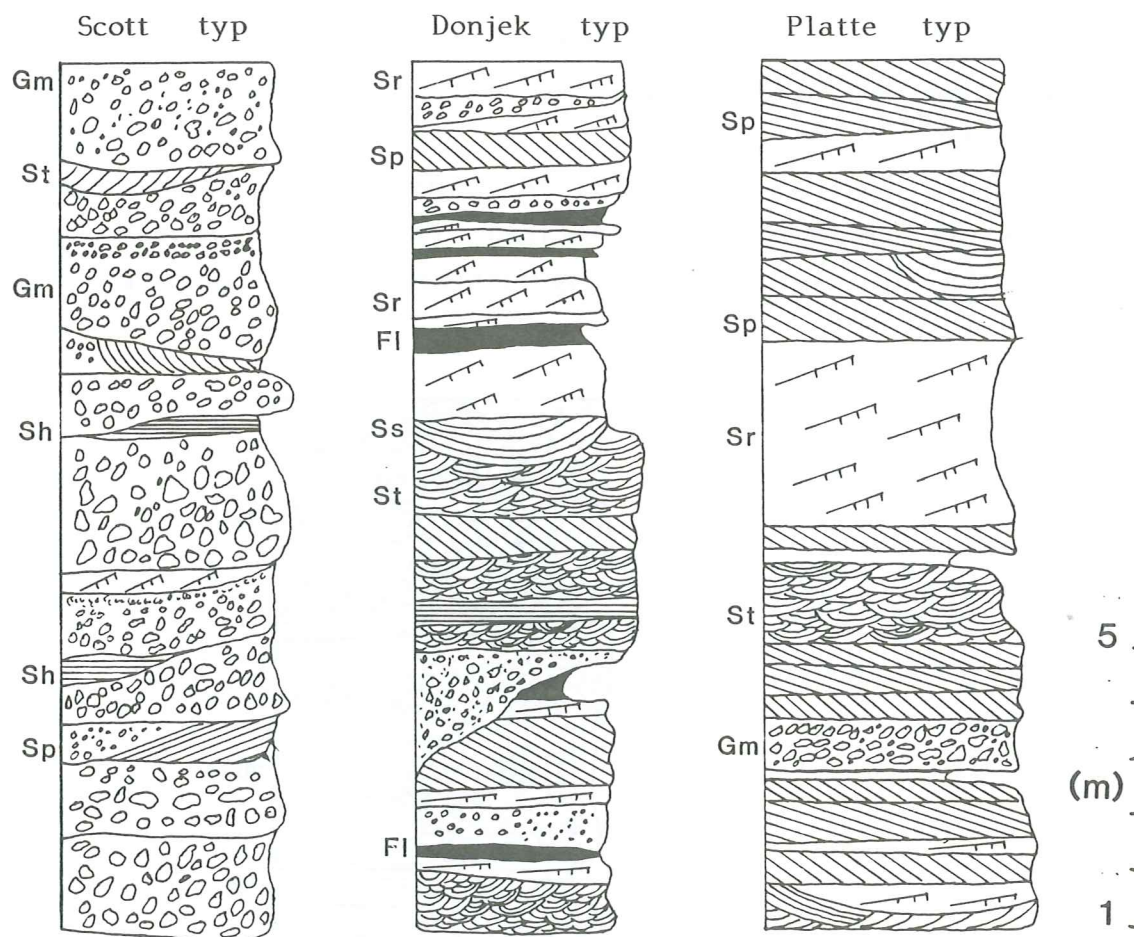 Scott typ
Donjek typ
Platte typ
Gm
St
Gm
Sh
Sh
Sp
Sr
Sp
Sr
Fl
Ss
St
Fl
Sp
Sp
Sr
St
Gm
5
(m)
1